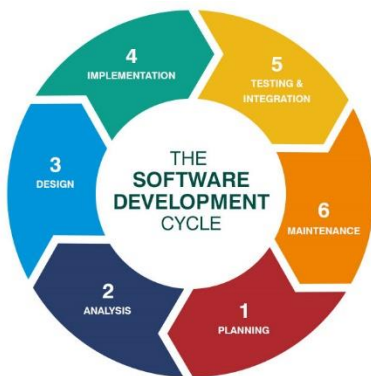 THE
SOFTWARE
DEVELOPMENT
CYCLE
1
PLANNING
2
ANALYSIS
3
DESIGN
4
IMPLEMENTATION
5
TESTING &
INTEGRATION
6
MAINTENANCE